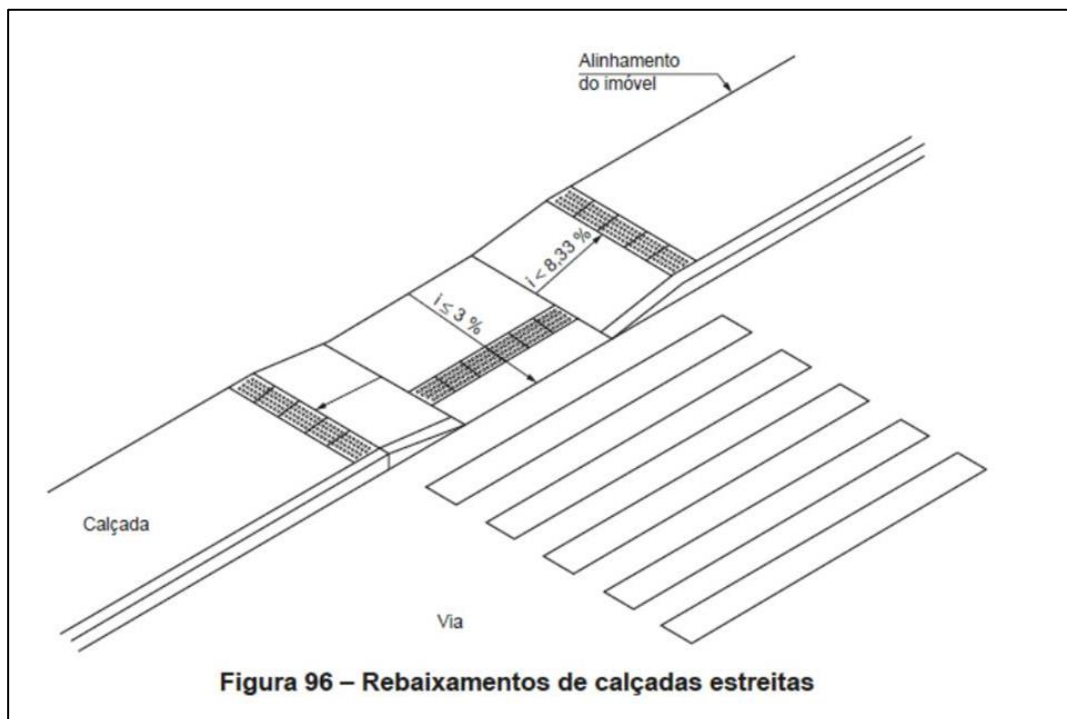 Alinhamento
do imóvel
i < 8,33 %
i ≤ 3 %
Calçada
Via
Figura 96 – Rebaixamentos de calçadas estreitas